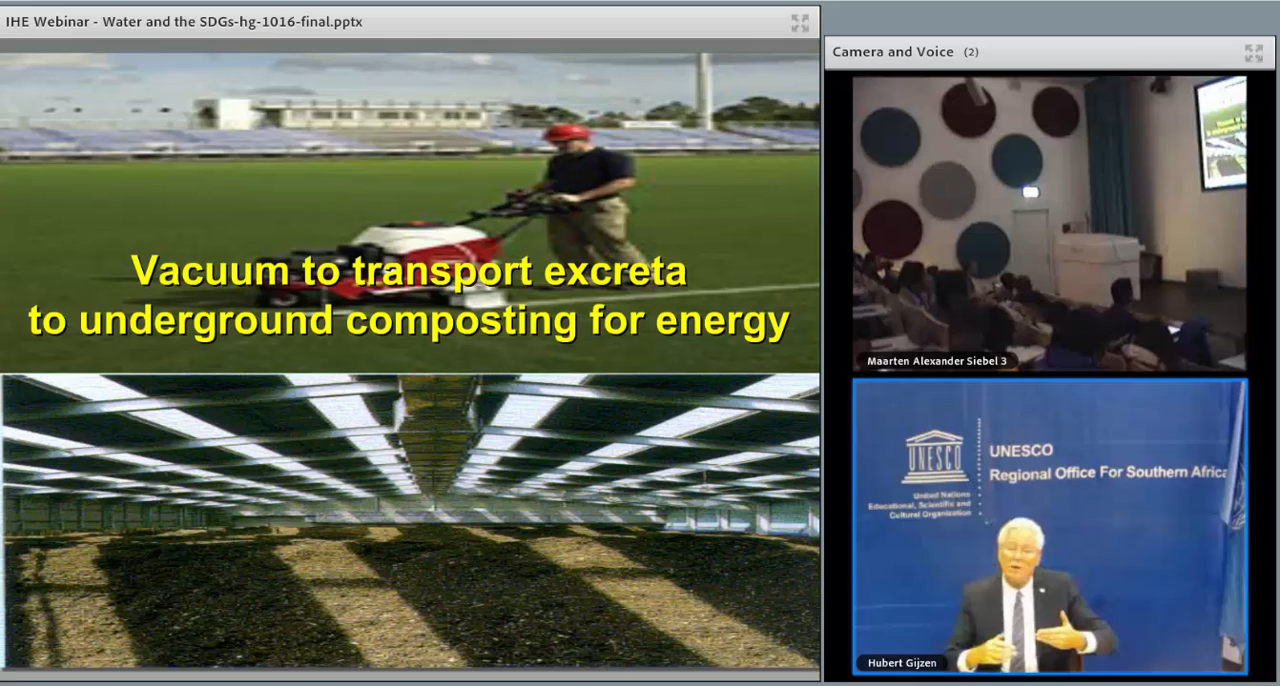 IHE Webinar - Water and the SDGs-hg-1016-final.pptx
Vacuum to transport excreta
to underground composting for energy
Camera and Voice (2)
Maarten Alexander Siebel 3
UNESCO
United Nations
Educational, Scientific and
Cultural Organization
UNESCO
Regional Office For Southern Africa
Hubert Gijzen